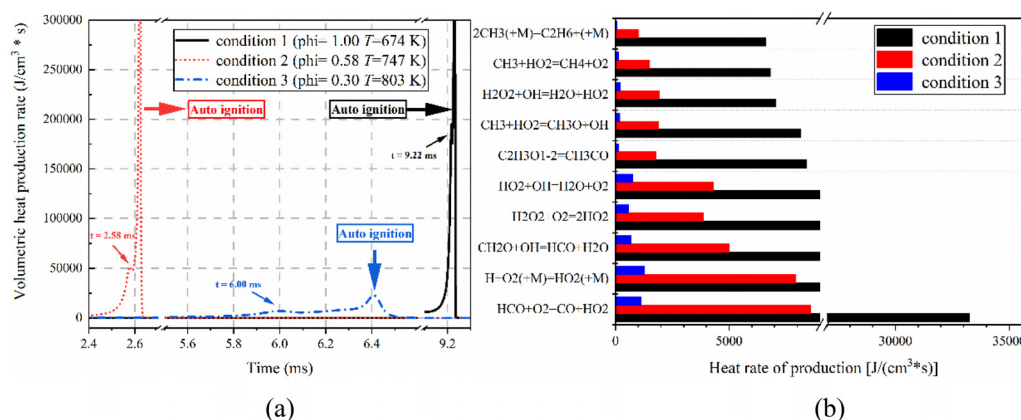 300000
250000
200000
150000
100000
50000
0
Volumetric heat production rate (J/cm³ * s)
condition 1 (phi= 1.00 T=674 K)
condition 2 (phi= 0.58 T=747 K)
condition 3 (phi= 0.30 T=803 K)
Auto ignition
Auto ignition
t = 9.22 ms
t = 2.58 ms
Auto ignition
t = 6.00 ms
2.4 2.6 5.6 5.8 6.0 6.2 6.4 9.2
Time (ms)
(a)
2CH3(+M)=C2H6+(+M)
CH3+HO2=CH4+O2
H2O2+OH=H2O+HO2
CH3+HO2=CH3O+OH
C2H3O1-2=CH3CO
HO2+OH=H2O+O2
H2O2+O2=2HO2
CH2O+OH=HCO+H2O
H+O2(+M)=HO2(+M)
HCO+O2=CO+HO2
condition 1
condition 2
condition 3
0 5000 30000 35000
Heat rate of production [J/(cm³*s)]
(b)